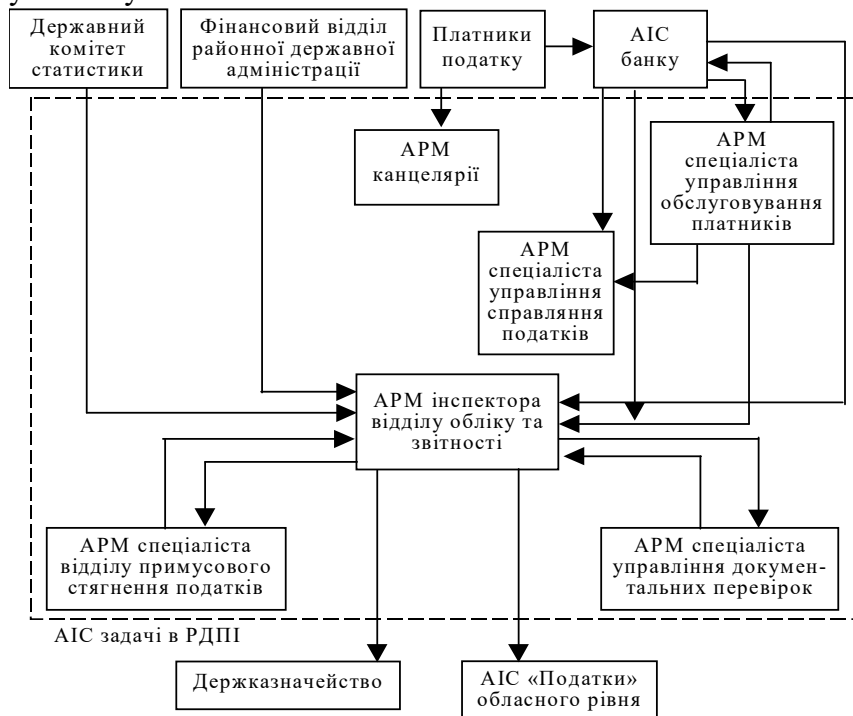 Державний
комітет
статистики
Фінансовий відділ
районної державної
адміністрації
Платники
податку
АІС
банку
АРМ
канцелярії
АРМ
спеціаліста
управління
обслуговування
платників
АРМ
спеціаліста
управління
справляння
податків
АРМ інспектора
відділу обліку та
звітності
АРМ спеціаліста
відділу примусового
стягнення податків
АРМ спеціаліста
управління докумен-
тальних перевірок
АІС задачі в РДПІ
Держказначейство
АІС «Податки»
обласного рівня